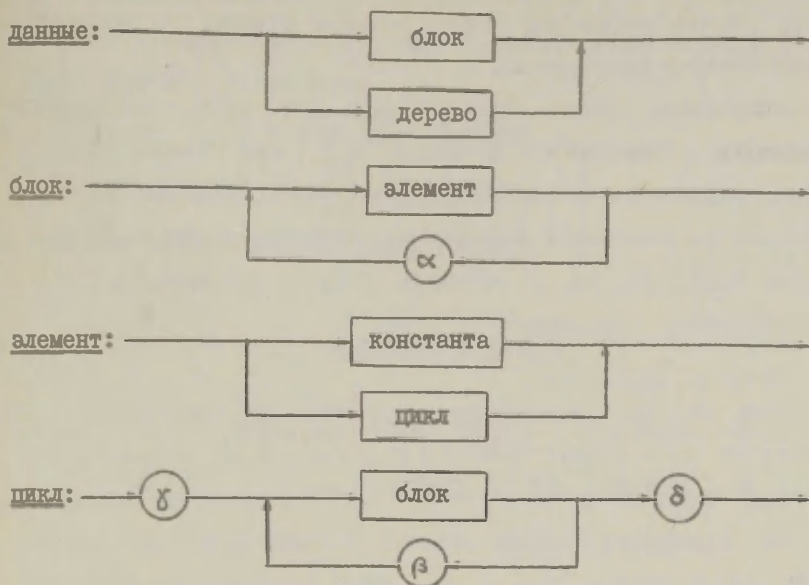 данные:
блок
дерево
блок:
элемент
α
элемент:
константа
цикл
цикл:
γ
блок
δ
β